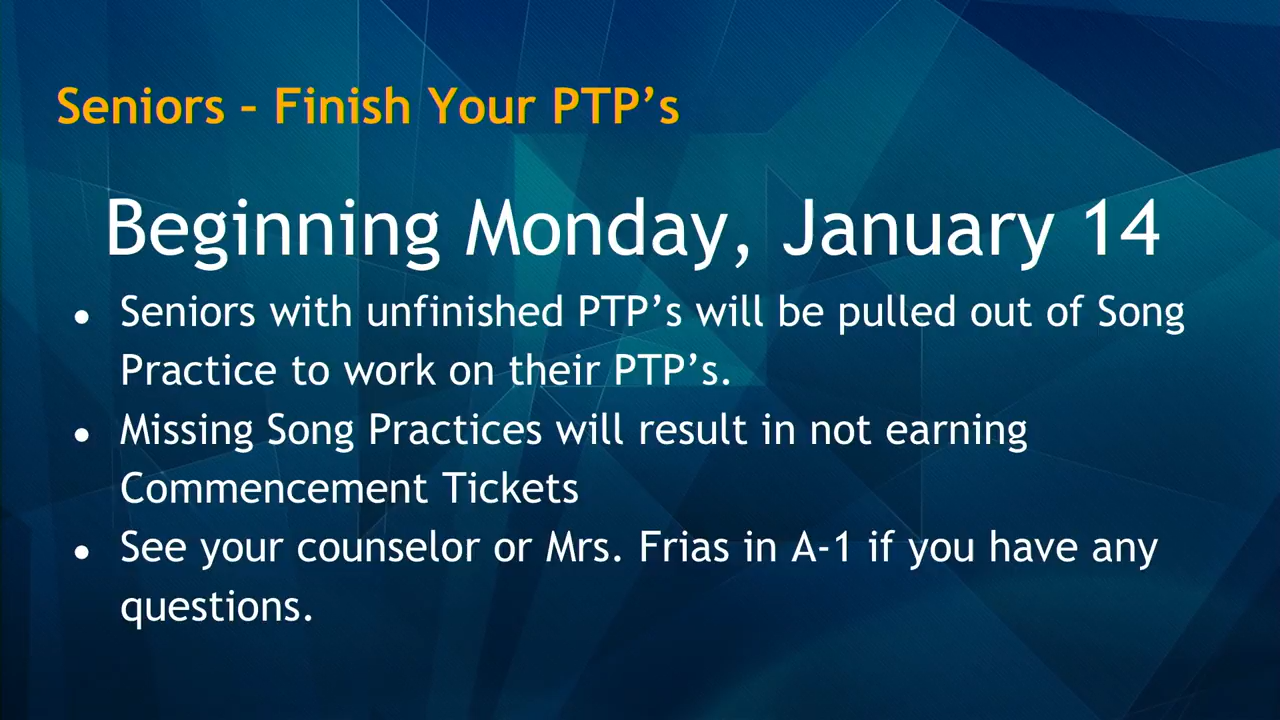 Seniors – Finish Your PTP’s
Beginning Monday, January 14
• Seniors with unfinished PTP’s will be pulled out of Song
Practice to work on their PTP’s.
• Missing Song Practices will result in not earning
Commencement Tickets
• See your counselor or Mrs. Frias in A-1 if you have any
questions.